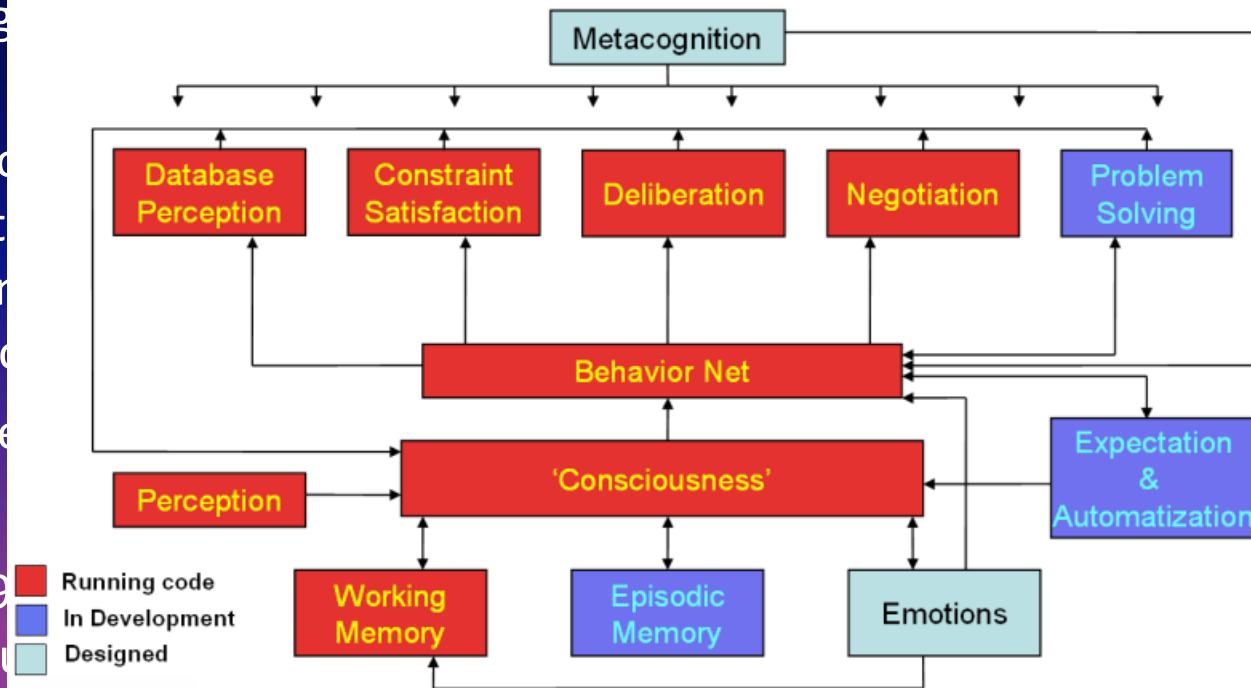 Metacognition
Database
Perception
Constraint
Satisfaction
Deliberation
Negotiation
Problem
Solving
Behavior Net
Expectation
&
Automatization
'Consciousness'
Perception
Working
Memory
Episodic
Memory
Emotions
Running code
In Development
Designed